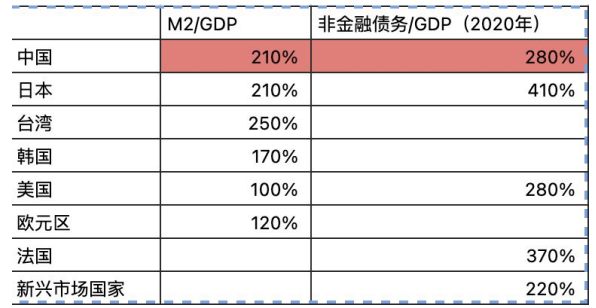 M2/GDP 非金融债务/GDP（2020年）
中国 210% 280%
日本 210% 410%
台湾 250%
韩国 170%
美国 100% 280%
欧元区 120%
法国 370%
新兴市场国家 220%